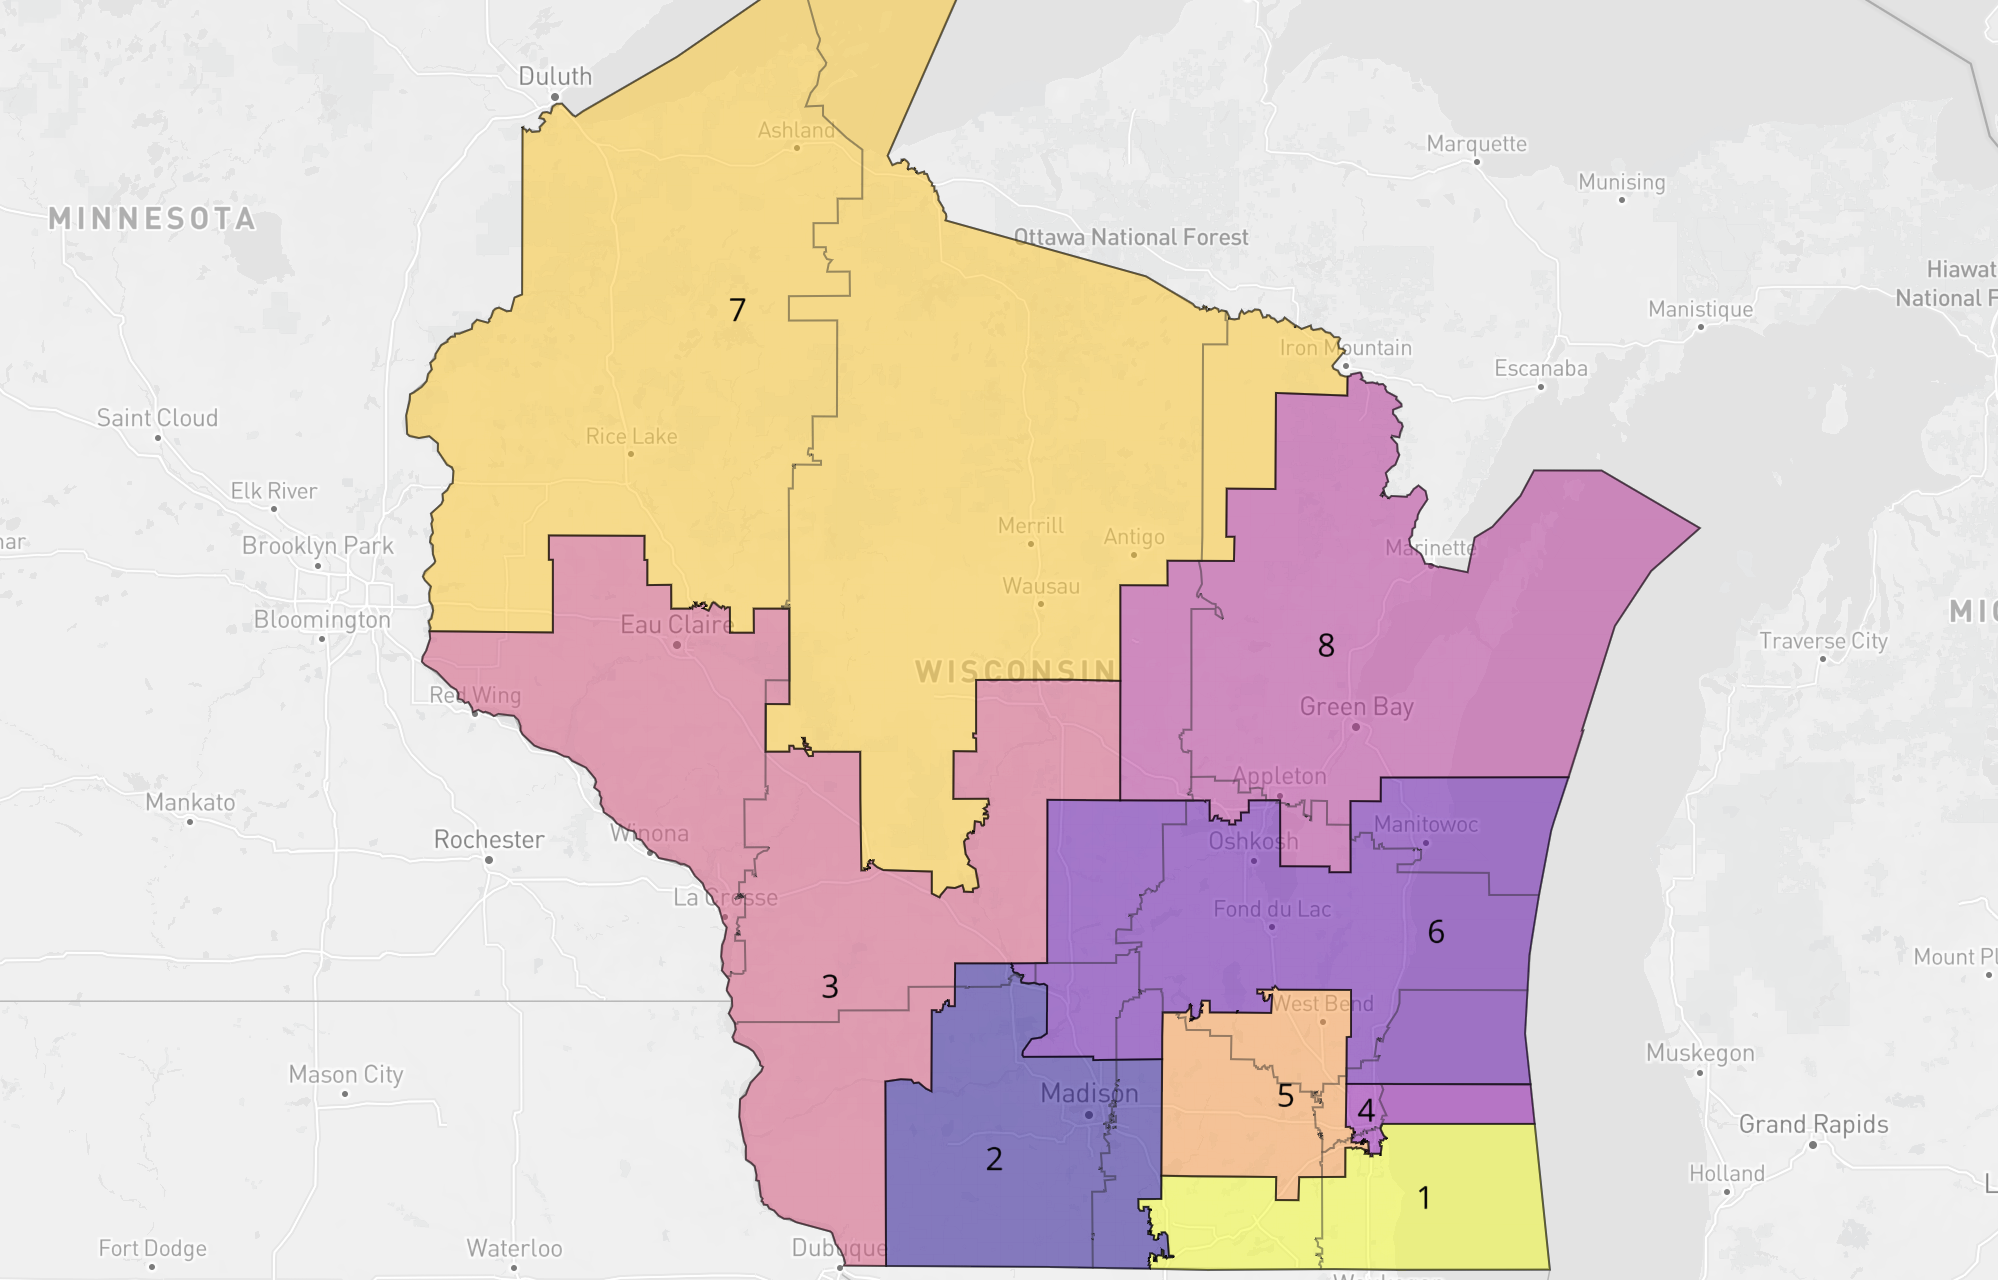 Duluth
Ashland
Marquette
Munising
MINNESOTA
Ottawa National Forest
Hiawat
National F
7
Manistique
Iron Mountain
Escanaba
Saint Cloud
Rice Lake
Elk River
Merrill
Antigo
Brooklyn Park
Marinette
Wausau
MIC
Bloomington
Eau Claire
8
Traverse City
WISCONSIN
Red Wing
Green Bay
Appleton
Mankato
Winona
Manitowoc
Rochester
Oshkosh
La Crosse
Fond du Lac
6
Mount Pl
3
West Bend
Muskegon
Mason City
Madison
5
4
Grand Rapids
2
Holland
1
Fort Dodge
Waterloo
Dubuque